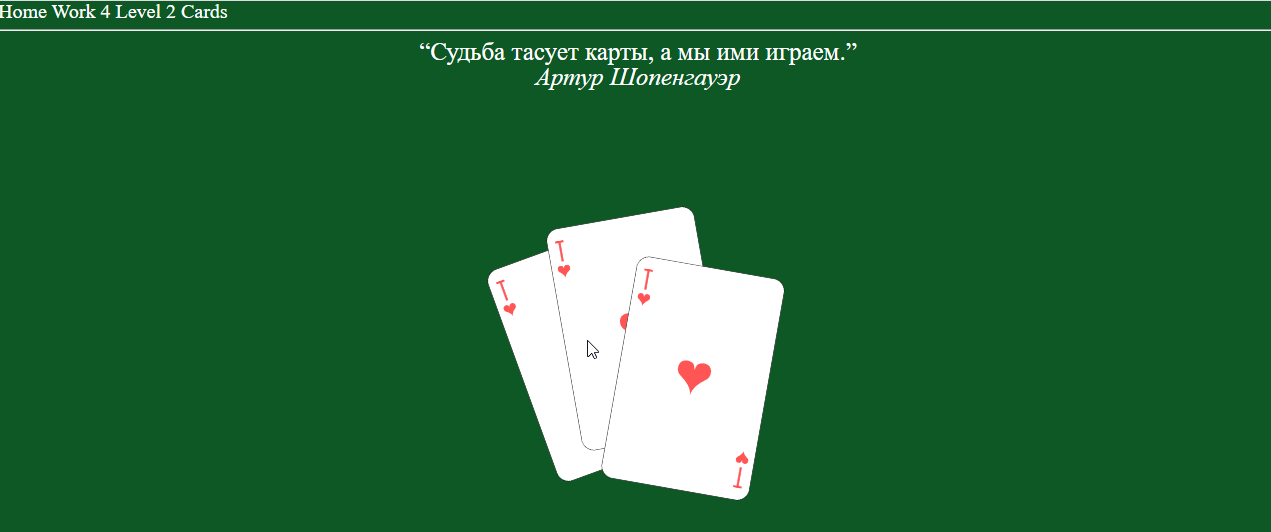 Home Work 4 Level 2 Cards
“Судьба тасует карты, а мы ими играем.”
Артур Шопенгауэр
Т
Т
Т
Т